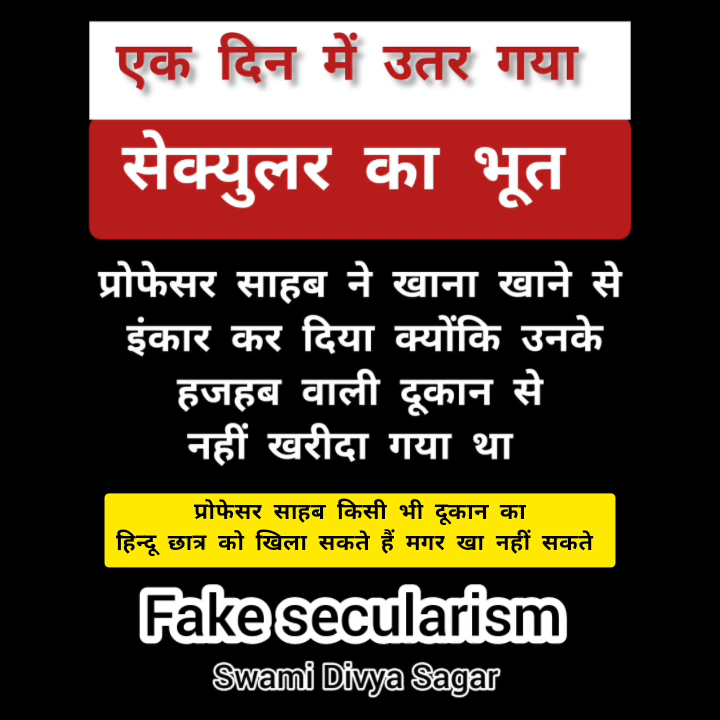 एक दिन में उतर गया
सेक्युलर का भूत
प्रोफेसर साहब ने खाना खाने से
इंकार कर दिया क्योंकि उनके
हजहब वाली दूकान से
नहीं खरीदा गया था
प्रोफेसर साहब किसी भी दूकान का
हिन्दू छात्र को खिला सकते हैं मगर खा नहीं सकते
Fake secularism
Swami Divya Sagar